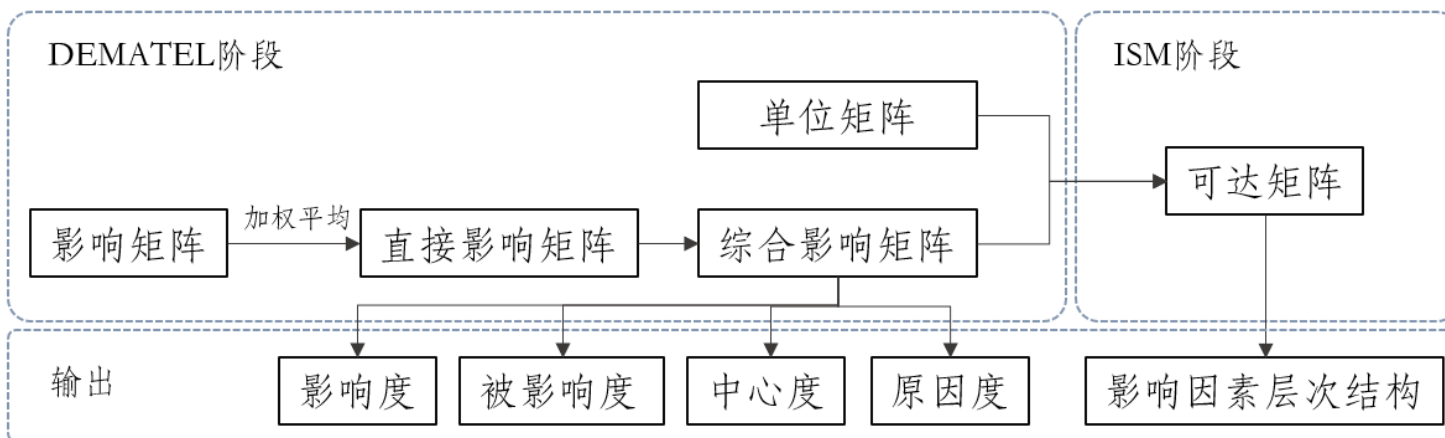 DEMATEL阶段
ISM阶段
单位矩阵
可达矩阵
影响矩阵
加权平均
直接影响矩阵
综合影响矩阵
输出
影响度
被影响度
中心度
原因度
影响因素层次结构